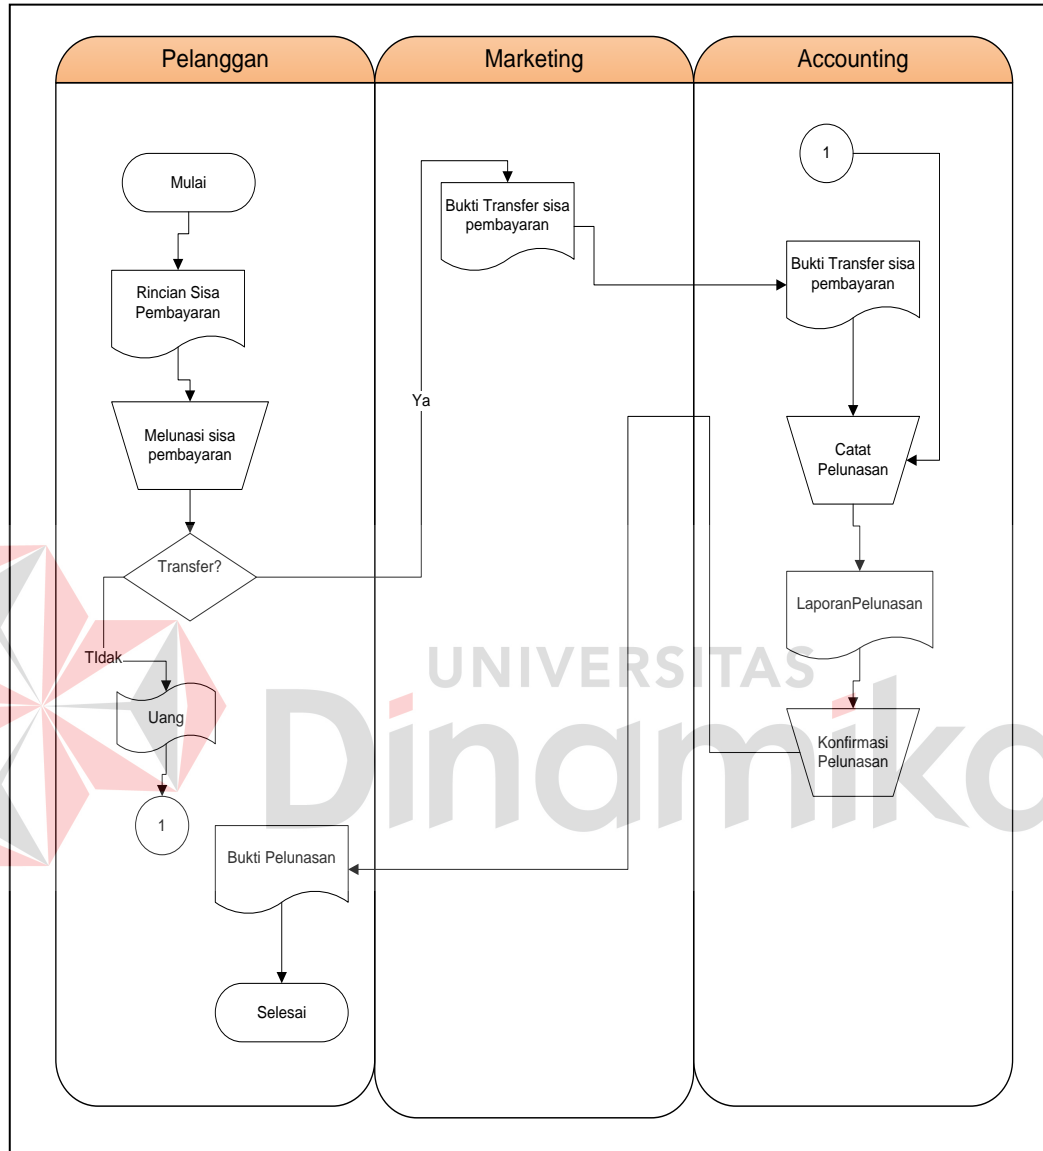 Pelanggan
Marketing
Accounting
Mulai
Rincian Sisa
Pembayaran
Melunasi sisa
pembayaran
Transfer?
TIdak
Uang
1
Bukti Pelunasan
Selesai
Ya
Bukti Transfer sisa
pembayaran
1
Bukti Transfer sisa
pembayaran
Catat
Pelunasan
LaporanPelunasan
Konfirmasi
Pelunasan
UNIVERSITAS
Dinamika